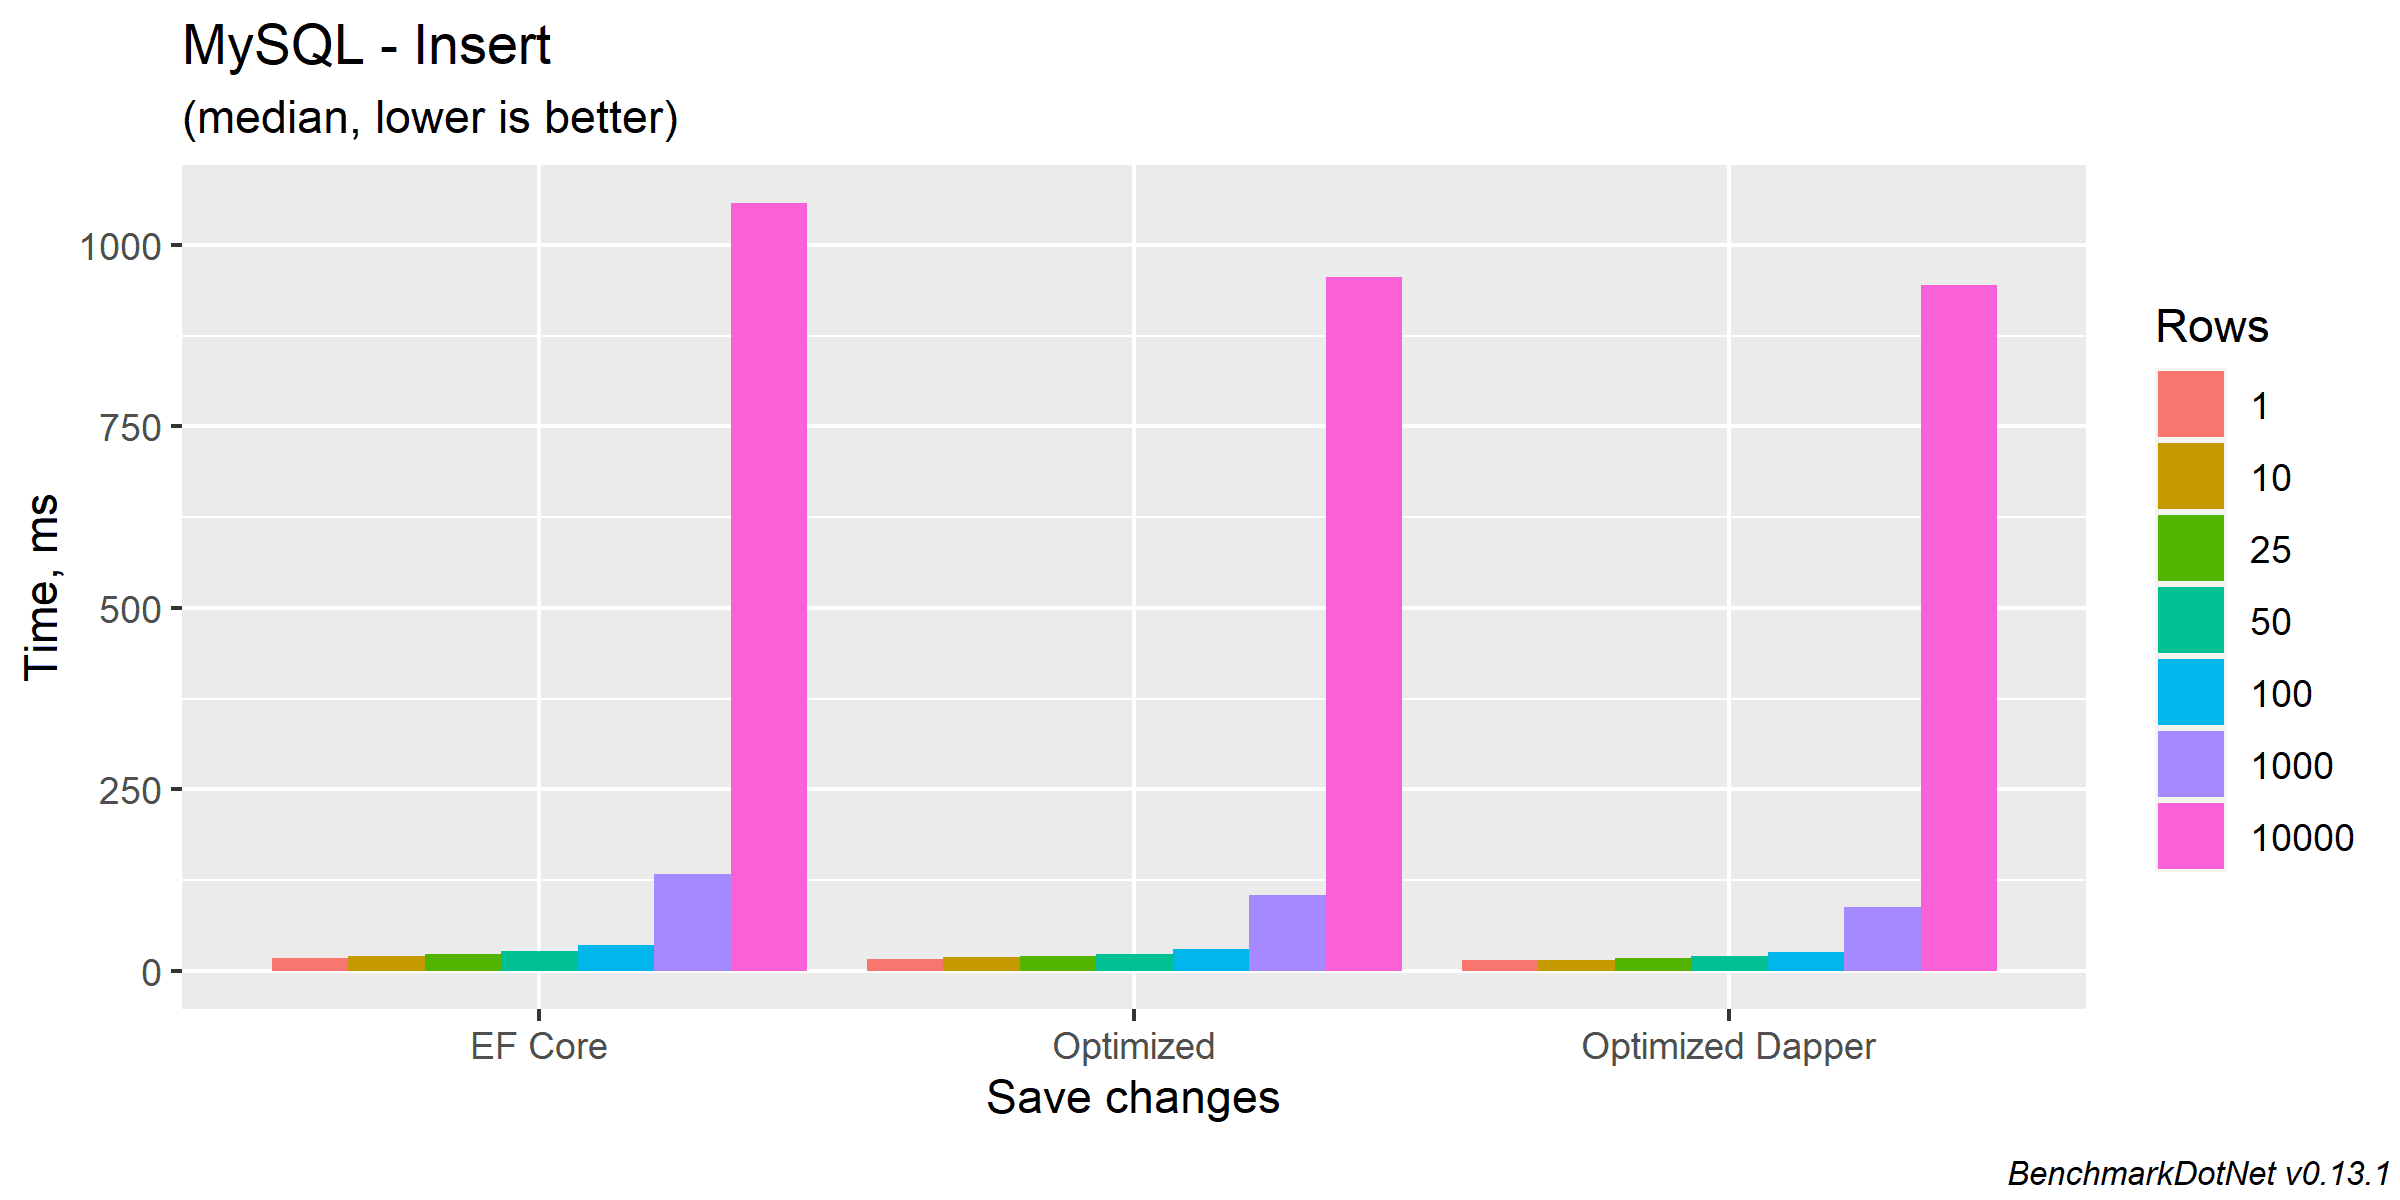 MySQL - Insert
(median, lower is better)
1000
750
500
250
0
Time, ms
EF Core
Optimized
Optimized Dapper
Save changes
Rows
1
10
25
50
100
1000
10000
BenchmarkDotNet v0.13.1